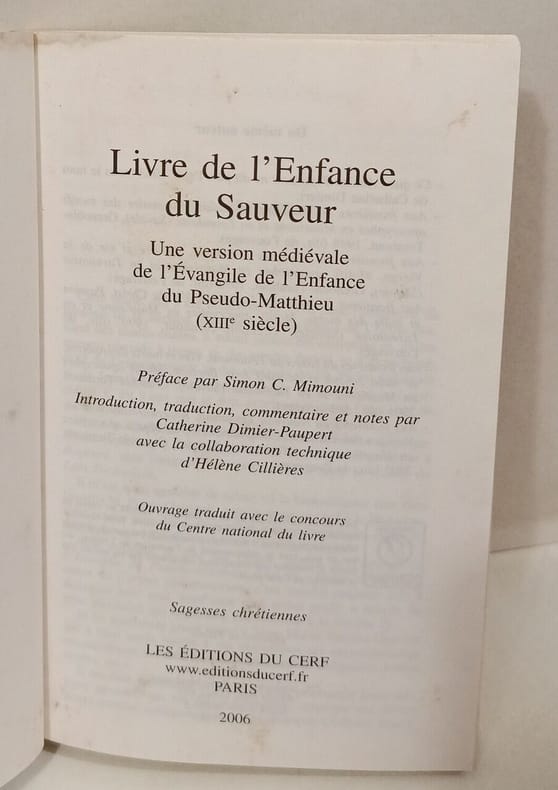 Livre de l'Enfance
du Sauveur
Une version médiévale
de l'Évangile de l'Enfance
du Pseudo-Matthieu
(XIIIe siècle)
Préface par Simon C. Mimouni
Introduction, traduction, commentaire et notes par
Catherine Dimier-Paupert
avec la collaboration technique
d'Hélène Cillières
Ouvrage traduit avec le concours
du Centre national du livre
Sagesses chrétiennes
LES ÉDITIONS DU CERF
www.editionsducerf.fr
PARIS
2006